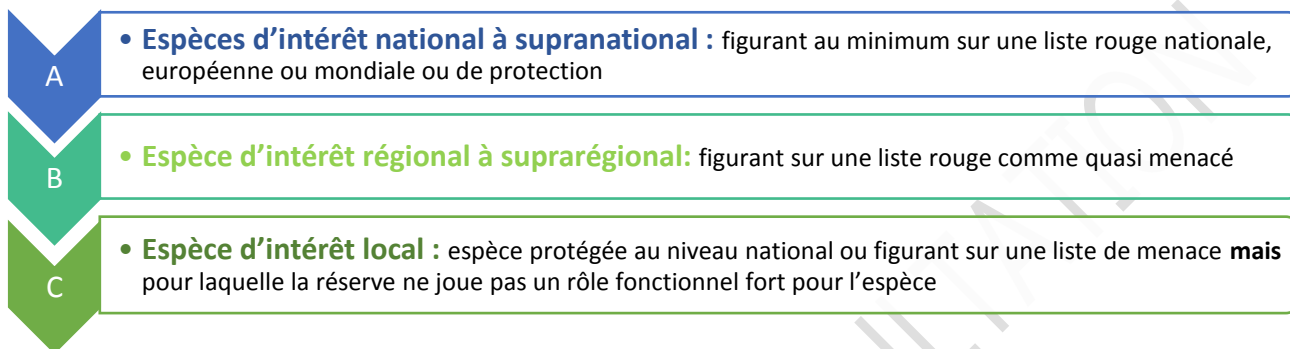 A
• Espèces d'intérêt national à supranational : figurant au minimum sur une liste rouge nationale,
européenne ou mondiale ou de protection
B
• Espèce d'intérêt régional à suprarégional: figurant sur une liste rouge comme quasi menacé
C
• Espèce d'intérêt local : espèce protégée au niveau national ou figurant sur une liste de menace mais
pour laquelle la réserve ne joue pas un rôle fonctionnel fort pour l'espèce